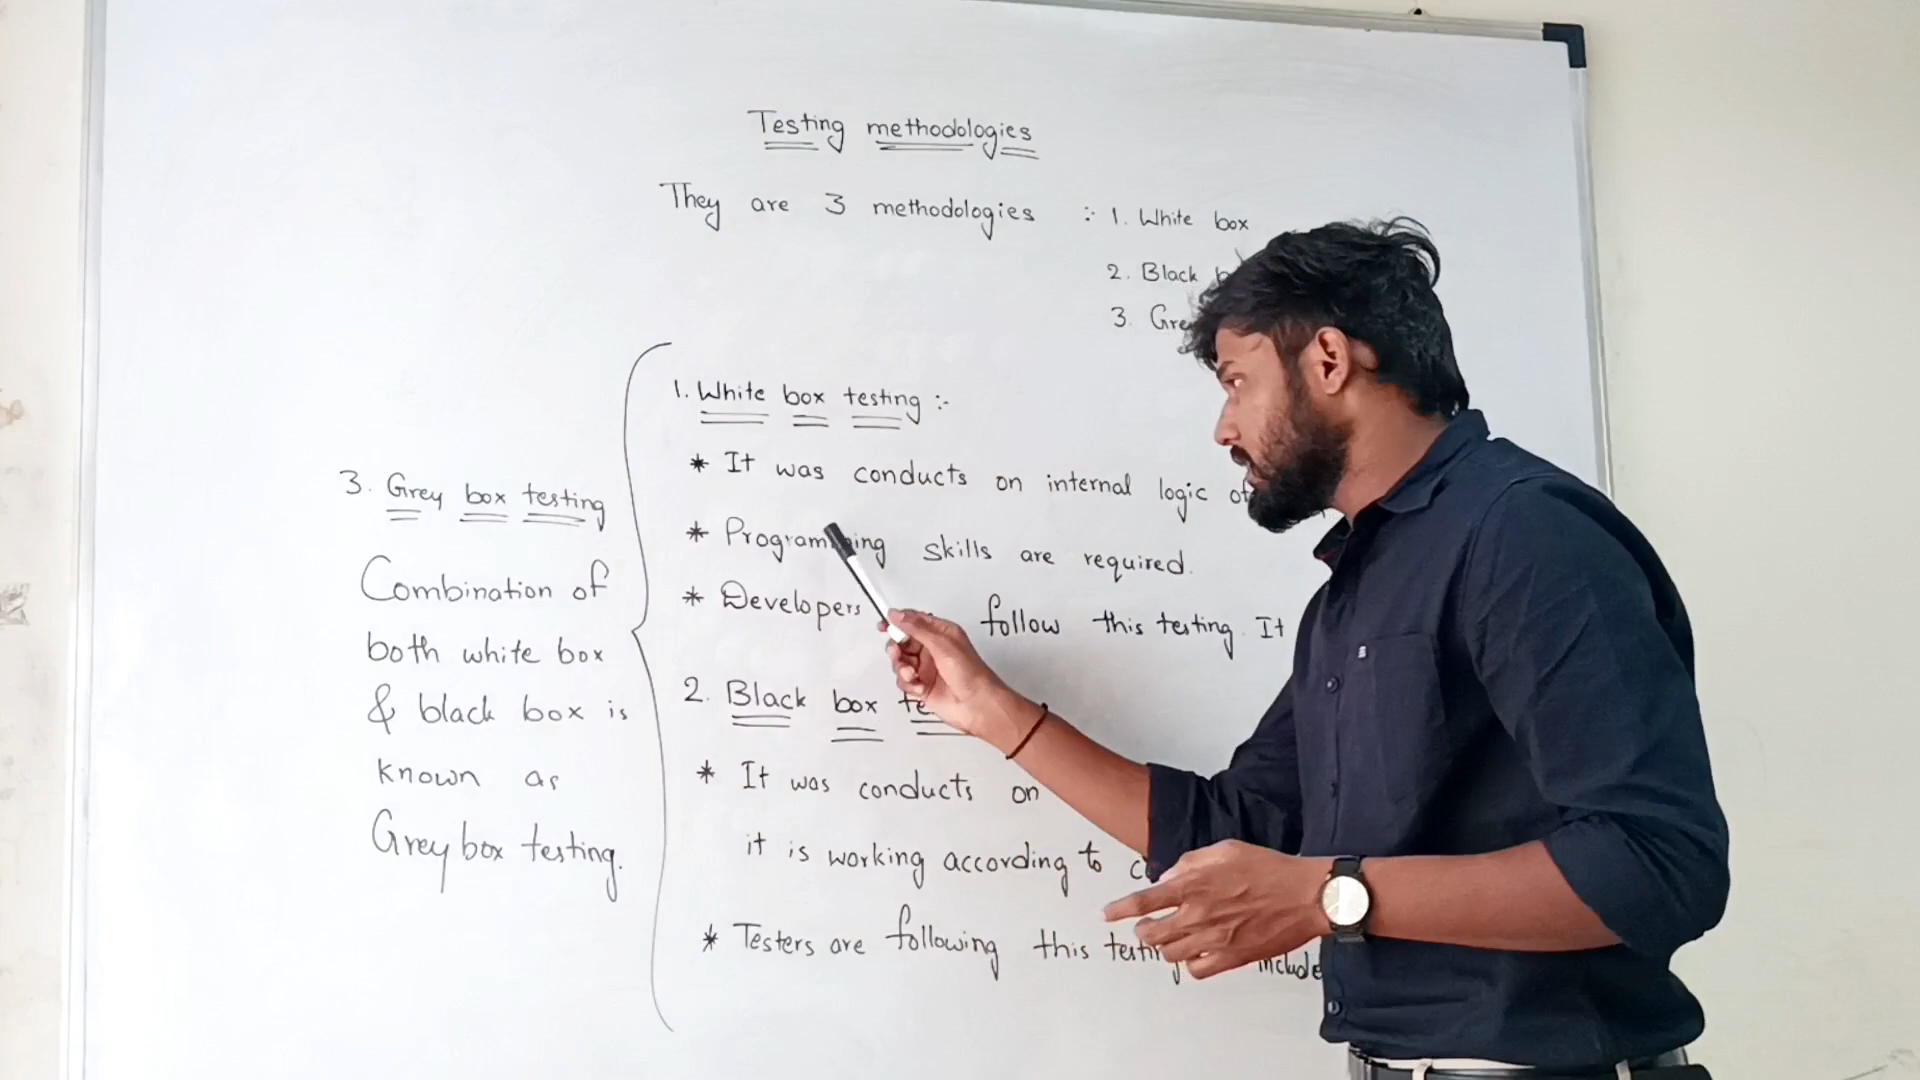 Testing methodologies
They are 3 methodologies :- 1. White box
2. Black
3.
1. White box testing :-
* It was conducts on internal logic of
* Programming skills are required.
* Developers follow this testing. It
2. Black box
* It was conducts on
it is working according to
* Testers are following this testing include
3. Grey box testing
Combination of
both white box
& black box is
known as
Grey box testing.